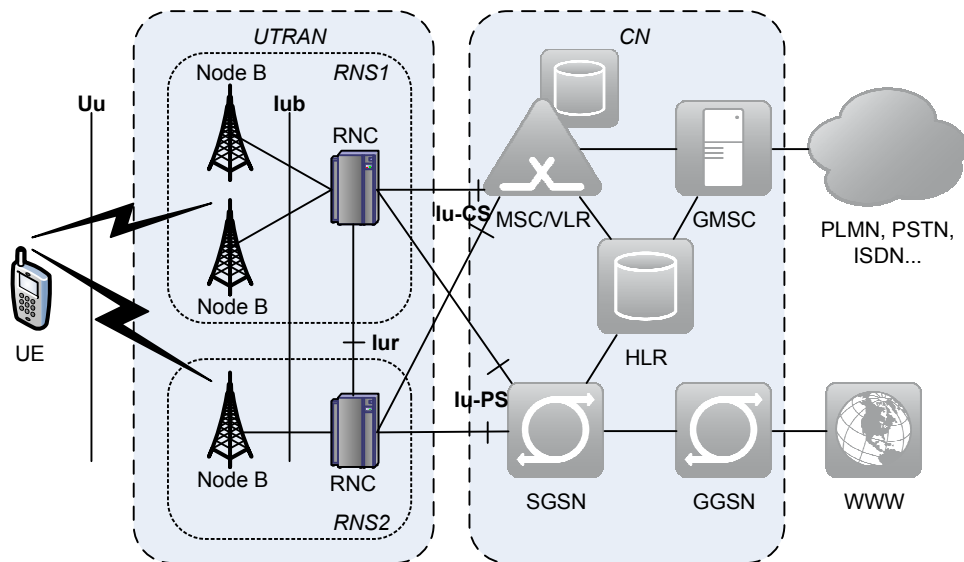 UTRAN
CN
Node B
RNS1
Uu
Iub
RNC
Iu-CS
MSC/VLR
GMSC
PLMN, PSTN,
ISDN...
Node B
UE
Iur
HLR
Iu-PS
Node B
RNC
SGSN
GGSN
WWW
RNS2